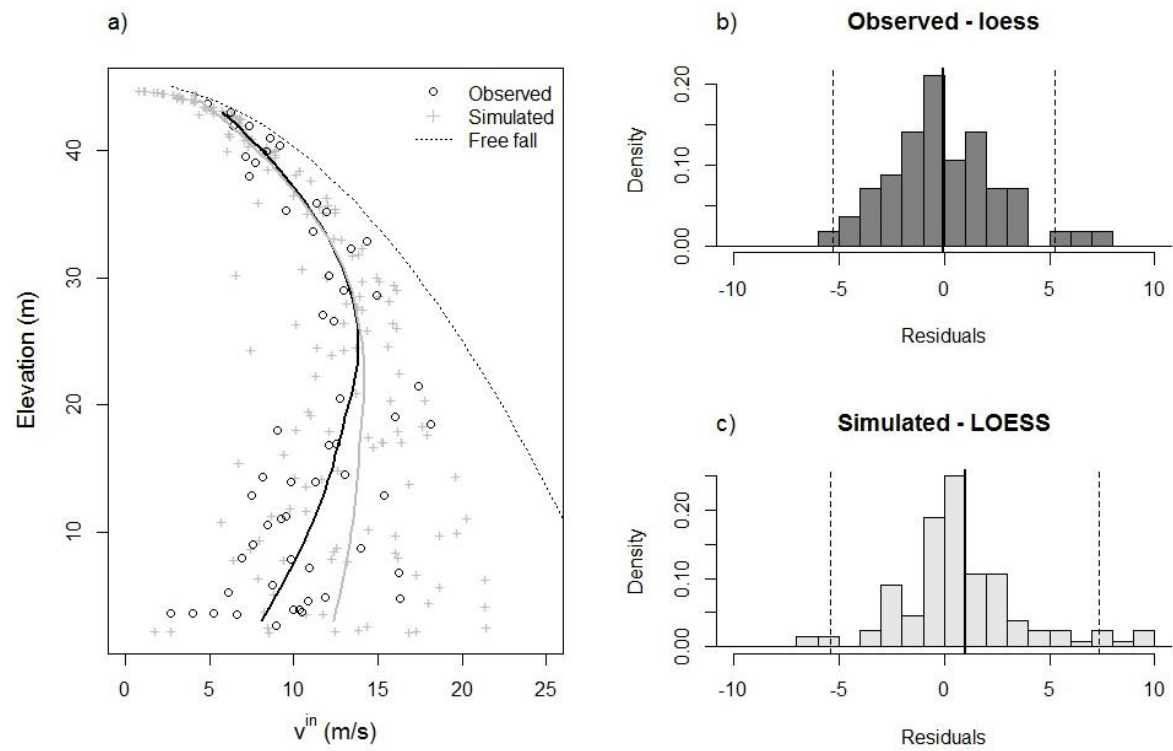 a)
Observed
Simulated
Free fall
40
30
20
10
Elevation (m)
0 5 10 15 20 25
v^in (m/s)
b) Observed - loess
0.20
0.10
0.00
Density
-10 -5 0 5 10
Residuals
c) Simulated - LOESS
0.20
0.10
0.00
Density
-10 -5 0 5 10
Residuals